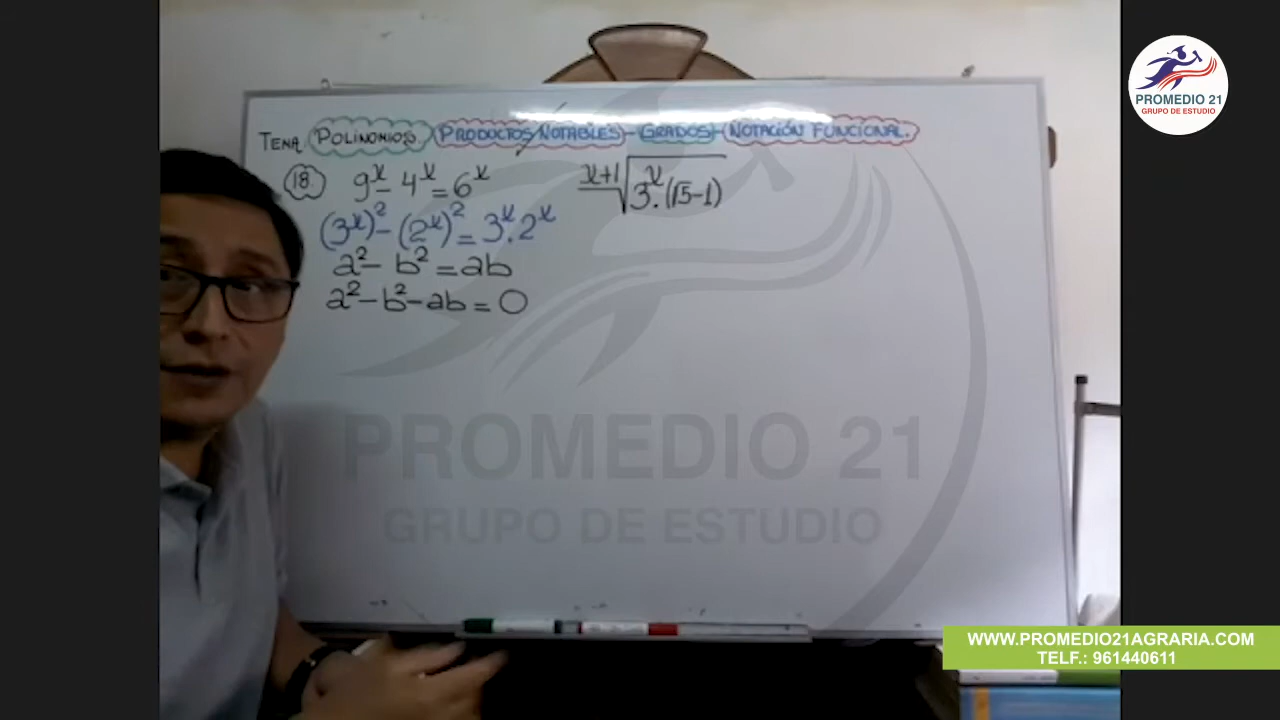 TEMA POLINOMIOS. PRODUCTOS NOTABLES - GRADOS - NOTACIÓN FUNCIONAL.
18. 9^x - 4^x = 6^x
(3^x)^2 - (2^x)^2 = 3^x . 2^x
a^2 - b^2 = ab
a^2 - b^2 - ab = 0
x+1√3^x . (√5-1)
PROMEDIO 21
GRUPO DE ESTUDIO
PROMEDIO 21
GRUPO DE ESTUDIO
WWW.PROMEDIO21AGRARIA.COM
TELF.: 961440611